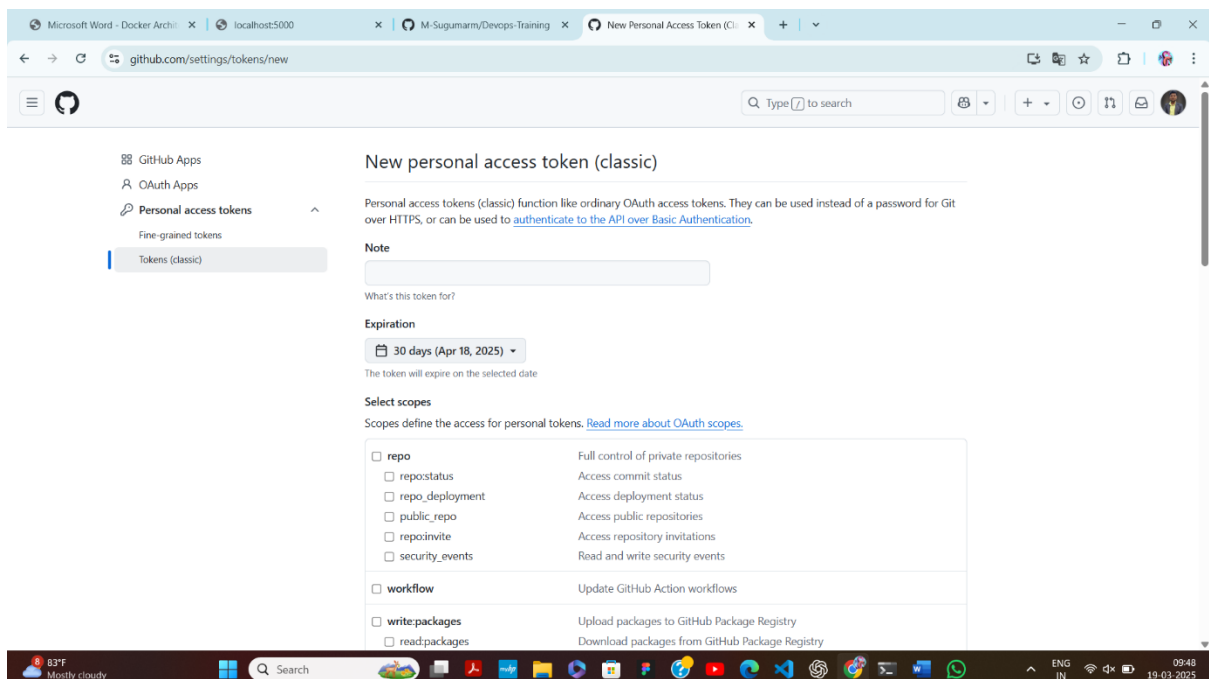 Microsoft Word - Docker Archit
localhost:5000
M-Sugumarm/Devops-Training
New Personal Access Token (Cla
github.com/settings/tokens/new
Type / to search
GitHub Apps
OAuth Apps
Personal access tokens
Fine-grained tokens
Tokens (classic)
New personal access token (classic)
Personal access tokens (classic) function like ordinary OAuth access tokens. They can be used instead of a password for Git
over HTTPS, or can be used to authenticate to the API over Basic Authentication.
Note
What's this token for?
Expiration
30 days (Apr 18, 2025)
The token will expire on the selected date
Select scopes
Scopes define the access for personal tokens. Read more about OAuth scopes.
repo Full control of private repositories
repo:status Access commit status
repo_deployment Access deployment status
public_repo Access public repositories
repo:invite Access repository invitations
security_events Read and write security events
workflow Update GitHub Action workflows
write:packages Upload packages to GitHub Package Registry
read:packages Download packages from GitHub Package Registry
8
83°F
Mostly cloudy
Search
ENG
IN
09:48
19-03-2025